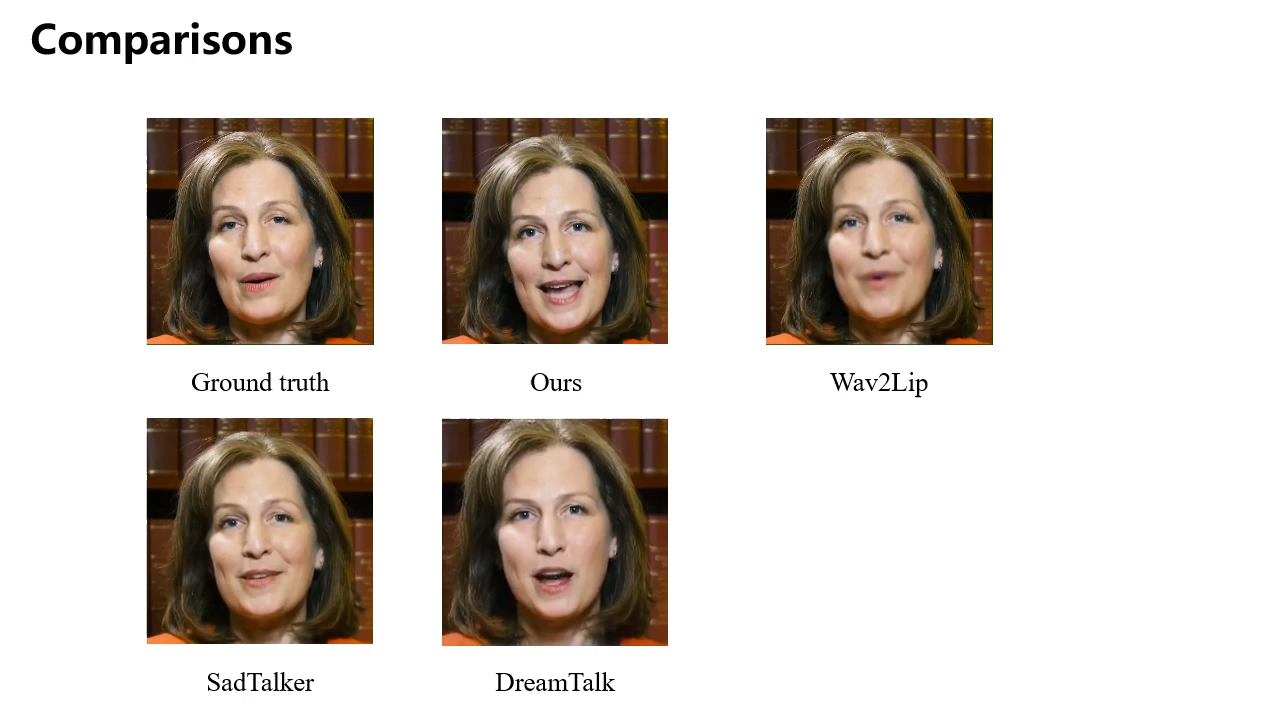 Comparisons
Ground truth
Ours
Wav2Lip
SadTalker
DreamTalk